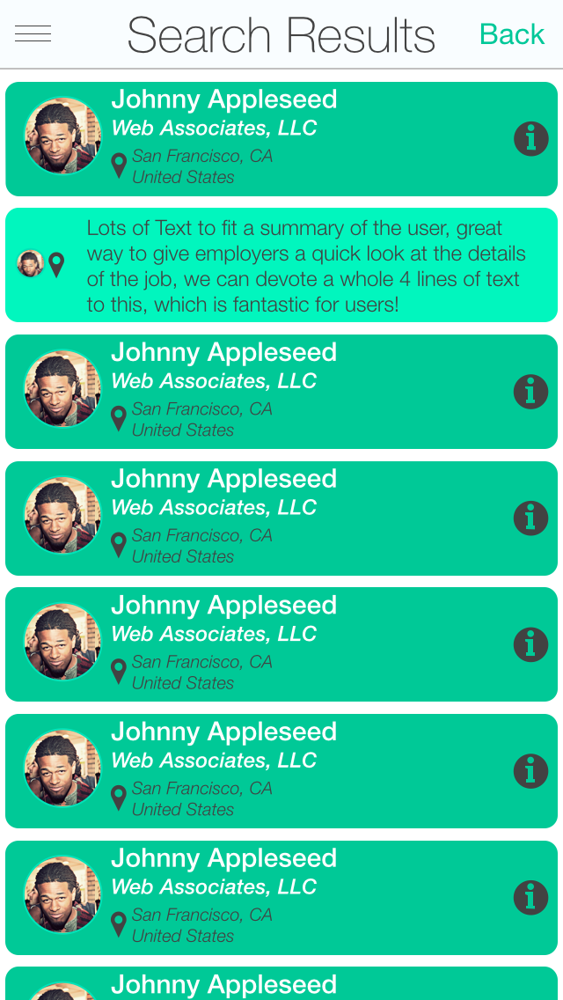 Search Results
Back
Johnny Appleseed
Web Associates, LLC
San Francisco, CA
United States
Lots of Text to fit a summary of the user, great
way to give employers a quick look at the details
of the job, we can devote a whole 4 lines of text
to this, which is fantastic for users!
Johnny Appleseed
Web Associates, LLC
San Francisco, CA
United States
Johnny Appleseed
Web Associates, LLC
San Francisco, CA
United States
Johnny Appleseed
Web Associates, LLC
San Francisco, CA
United States
Johnny Appleseed
Web Associates, LLC
San Francisco, CA
United States
Johnny Appleseed
Web Associates, LLC
San Francisco, CA
United States
Johnny Appleseed